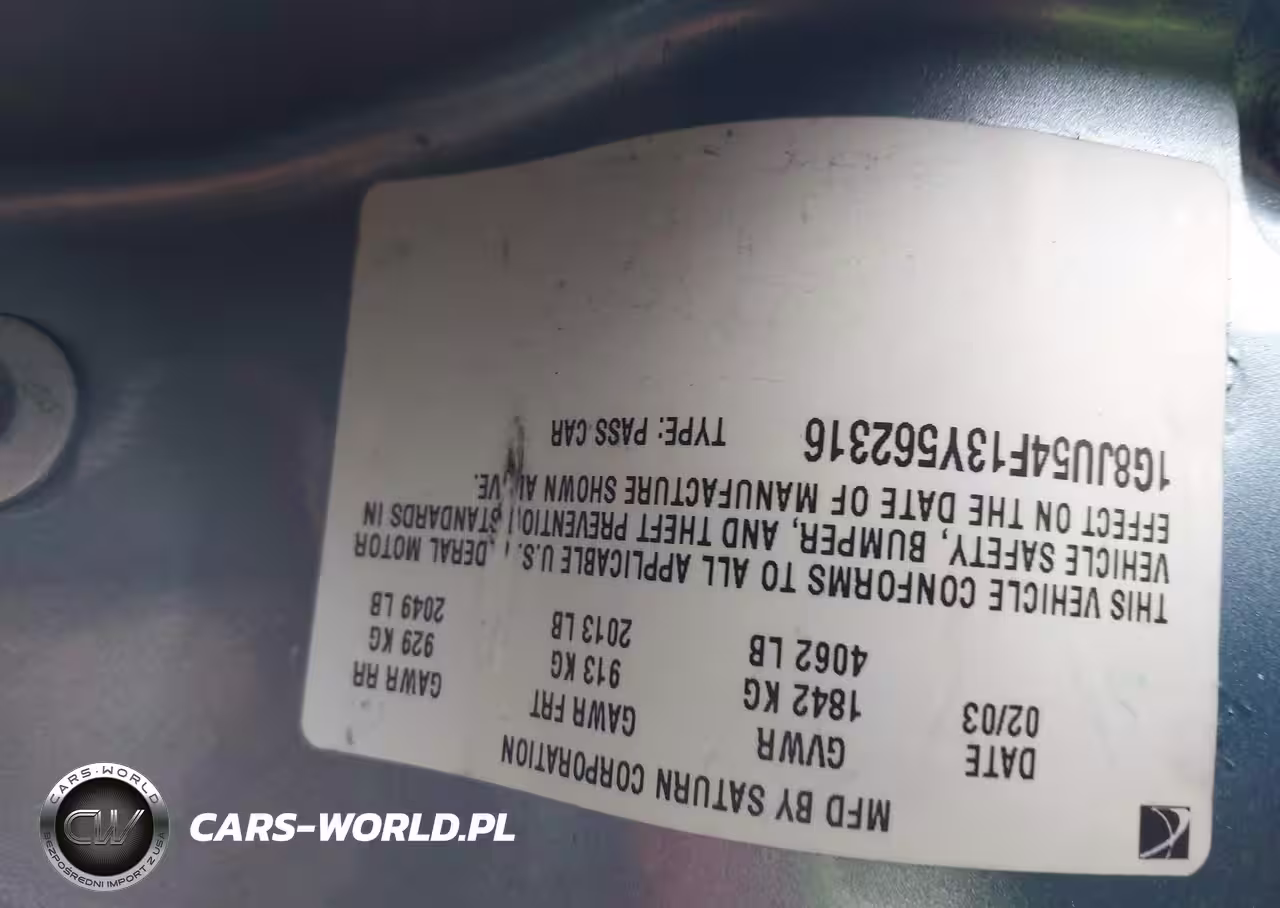 MFD BY SATURN CORPORATION
DATE GVWR GAWR FRT GAWR RR
02/03 1842 KG 913 KG 929 KG
4062 LB 2013 LB 2049 LB
THIS VEHICLE CONFORMS TO ALL APPLICABLE U.S. DERAL MOTOR
VEHICLE SAFETY, BUMPER, AND THEFT PREVENTIO STANDARDS IN
EFFECT ON THE DATE OF MANUFACTURE SHOWN A VE.
1G8JU54F13Y562316 TYPE: PASS CAR
CARS-WORLD
CW
BEZPOŚREDNI IMPORT Z USA
CARS-WORLD.PL